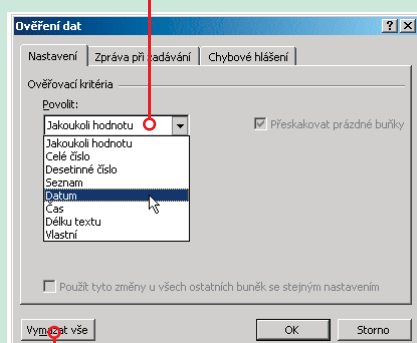 Ověření dat
Nastavení Zpráva při zadávání Chybové hlášení
Ověřovací kritéria
Povolit:
Jakoukoli hodnotu Přeskakovat prázdné buňky
Jakoukoli hodnotu
Celé číslo
Desetinné číslo
Seznam
Datum
Čas
Délku textu
Vlastní
Použít tyto změny u všech ostatních buněk se stejným nastavením
Vymazat vše OK Storno